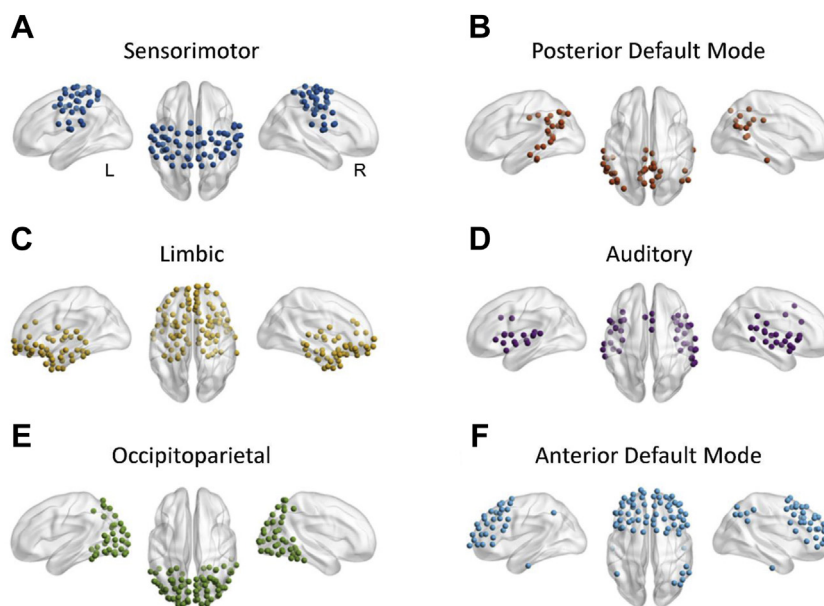 A
Sensorimotor
L
R
B
Posterior Default Mode
C
Limbic
D
Auditory
E
Occipitoparietal
F
Anterior Default Mode